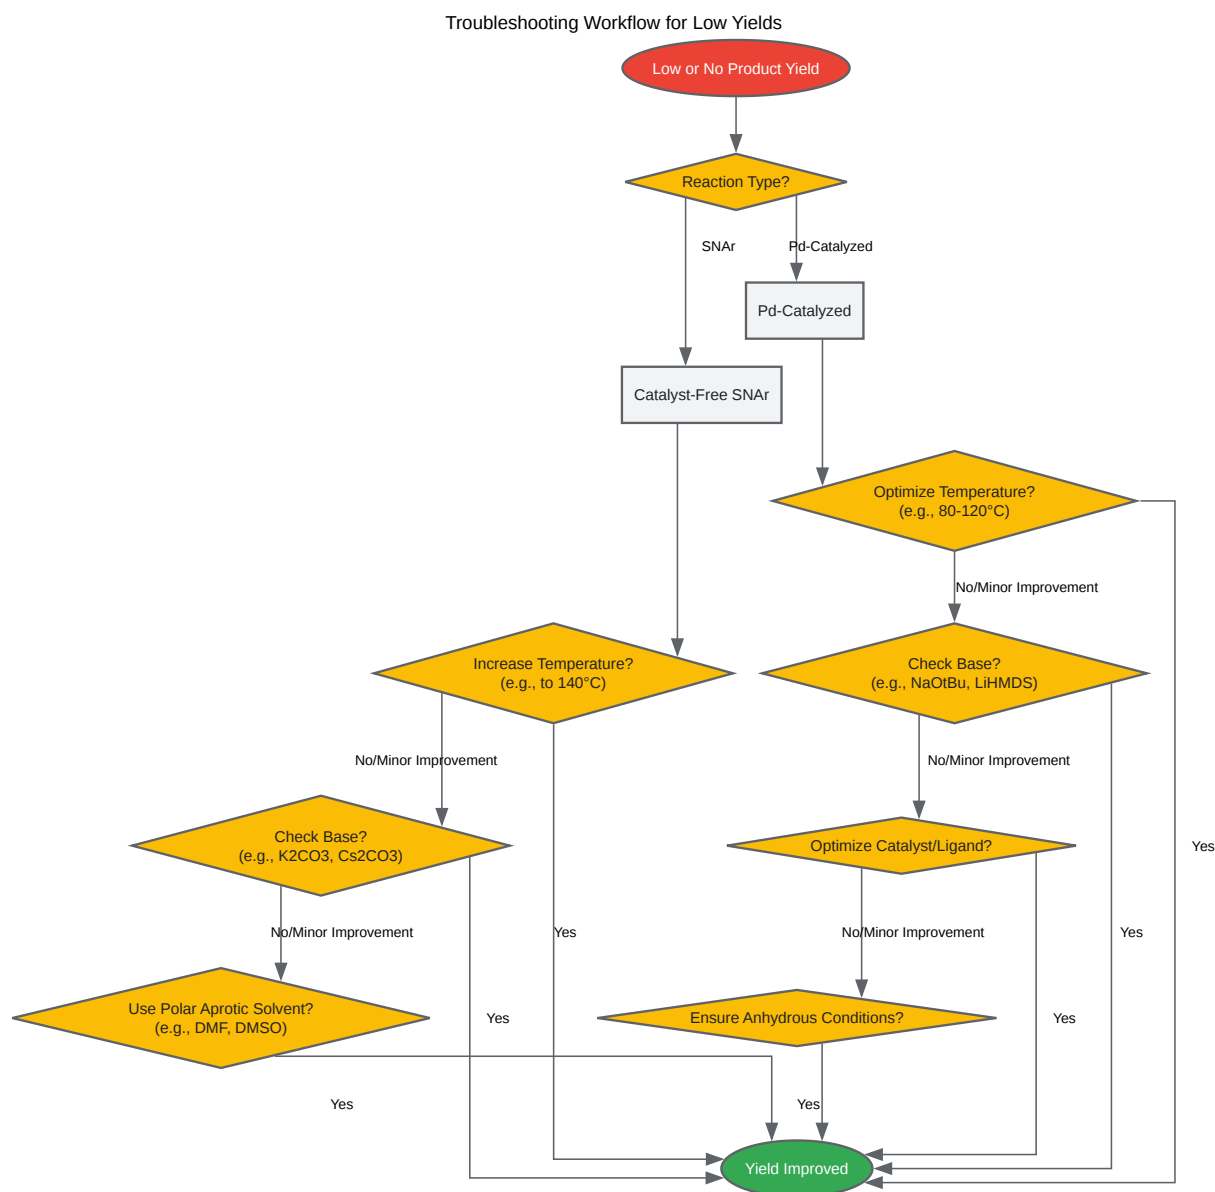 Troubleshooting Workflow for Low Yields
Low or No Product Yield
Reaction Type?
SNAr
Pd-Catalyzed
Pd-Catalyzed
Catalyst-Free SNAr
Optimize Temperature?
(e.g., 80-120°C)
No/Minor Improvement
Increase Temperature?
(e.g., to 140°C)
Check Base?
(e.g., NaOtBu, LiHMDS)
No/Minor Improvement
No/Minor Improvement
Check Base?
(e.g., K2CO3, Cs2CO3)
Optimize Catalyst/Ligand?
Yes
No/Minor Improvement
Yes
No/Minor Improvement
Yes
Use Polar Aprotic Solvent?
(e.g., DMF, DMSO)
Yes
Ensure Anhydrous Conditions?
Yes
Yes
Yes
Yield Improved